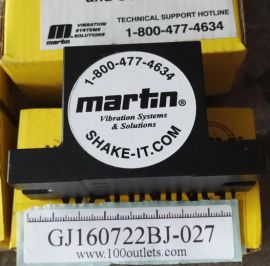 TECHNICAL SUPPORT HOTLINE
1-800-477-4634
martin
VIBRATION
SYSTEMS
& SOLUTIONS
1-800-477-4634
martin®
Vibration Systems
& Solutions
SHAKE-IT.COM
GJ160722BJ-027
www.100outlets.com